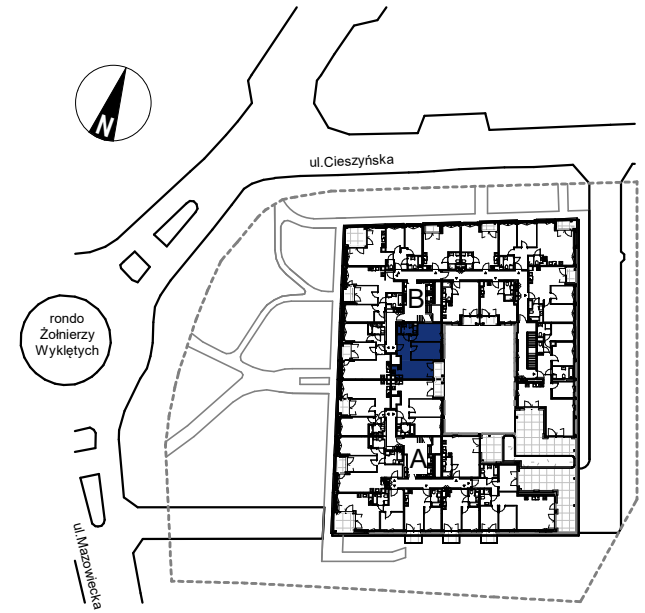 N
ul.Cieszyńska
B
rondo
Żołnierzy
Wyklętych
A
ul.Mazowiecka